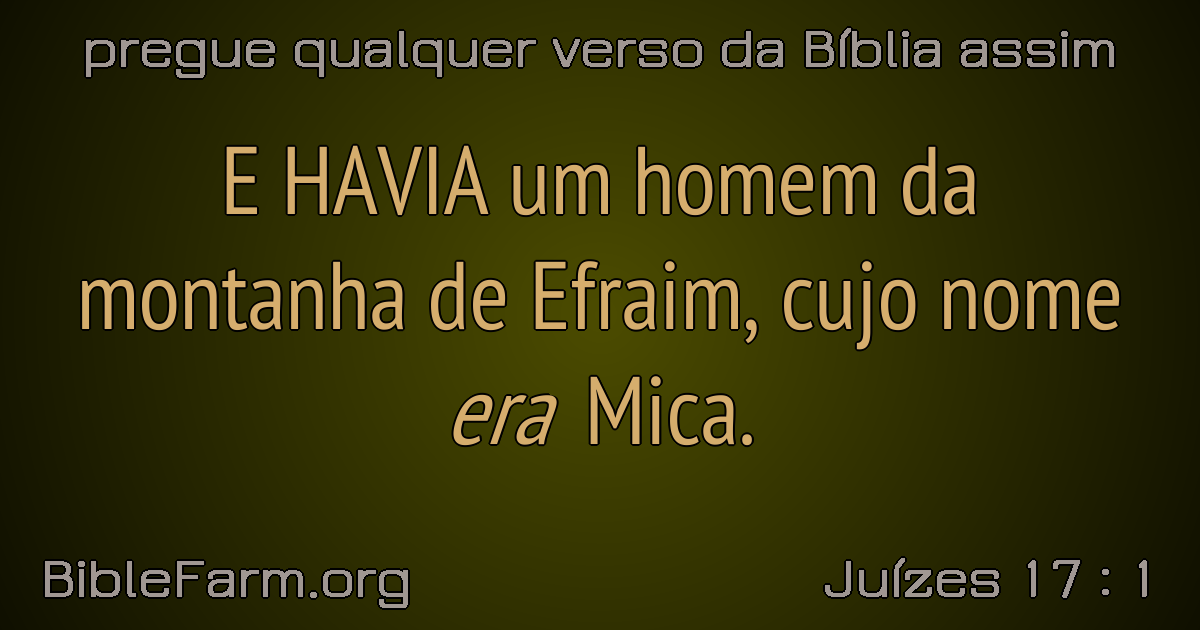 pregue qualquer verso da Bíblia assim
E HAVIA um homem da
montanha de Efraim, cujo nome
era Mica.
BibleFarm.org
Juízes 17 : 1